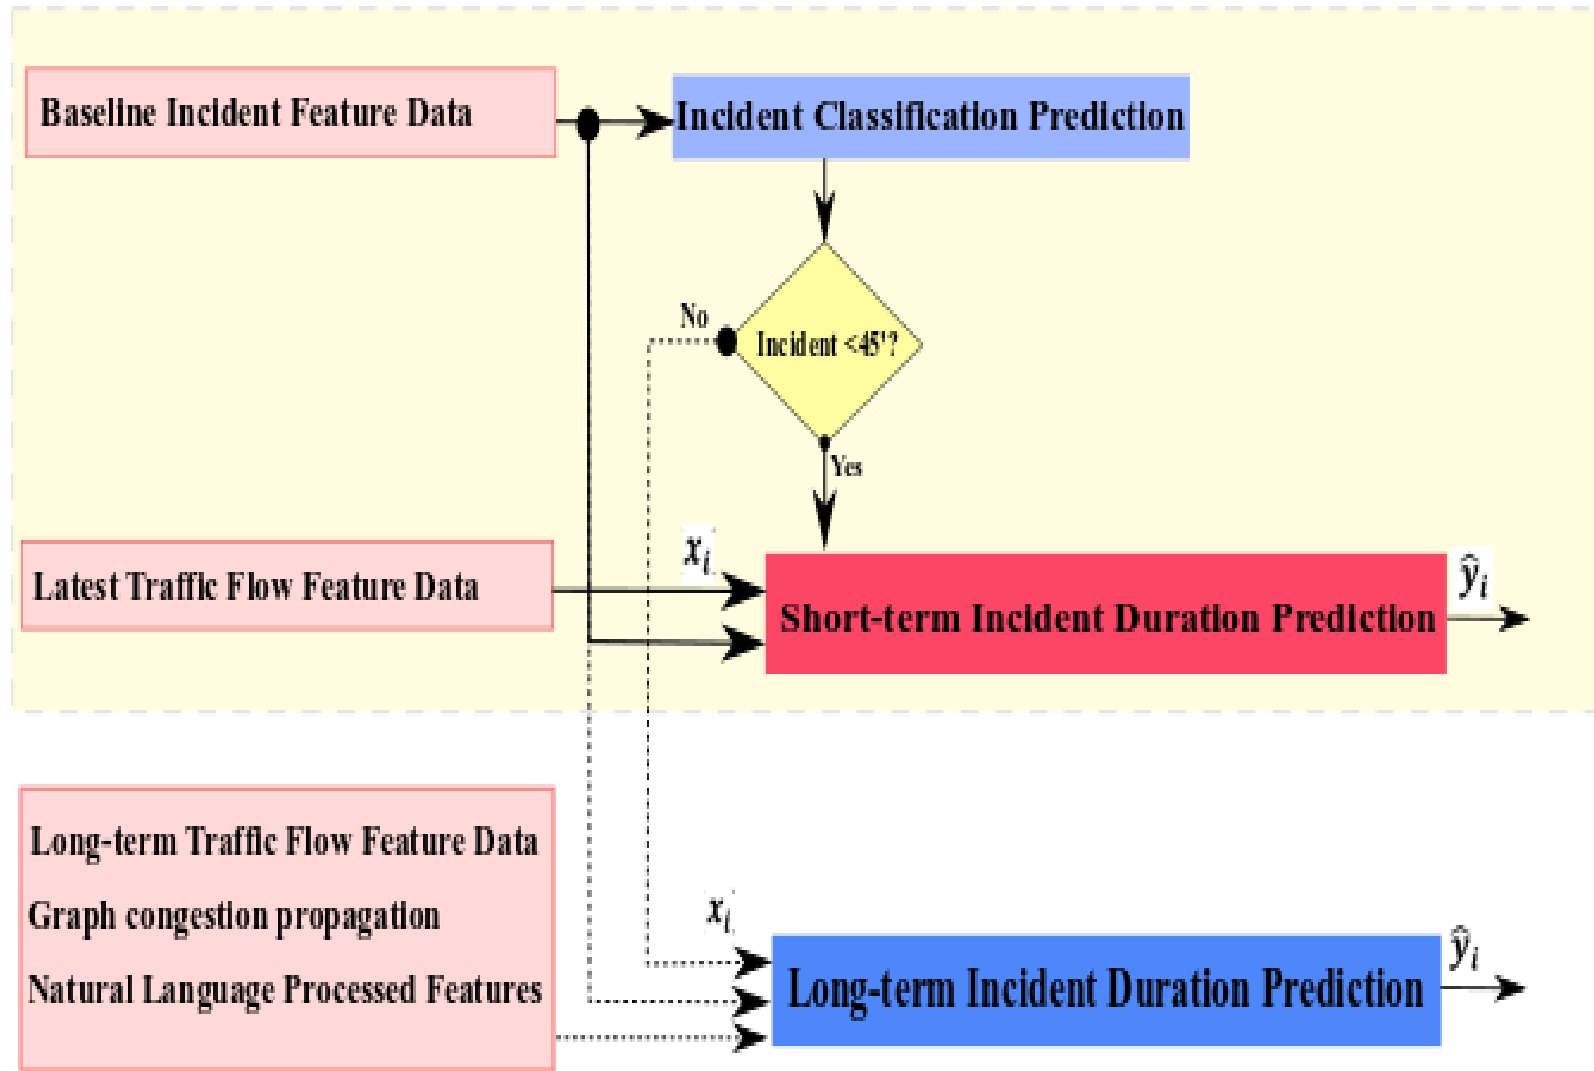 Baseline Incident Feature Data
Incident Classification Prediction
No
Incident <45'?
Yes
x_i
Latest Traffic Flow Feature Data
Short-term Incident Duration Prediction
ŷ_i
Long-term Traffic Flow Feature Data
Graph congestion propagation
Natural Language Processed Features
x_i
Long-term Incident Duration Prediction
ŷ_i